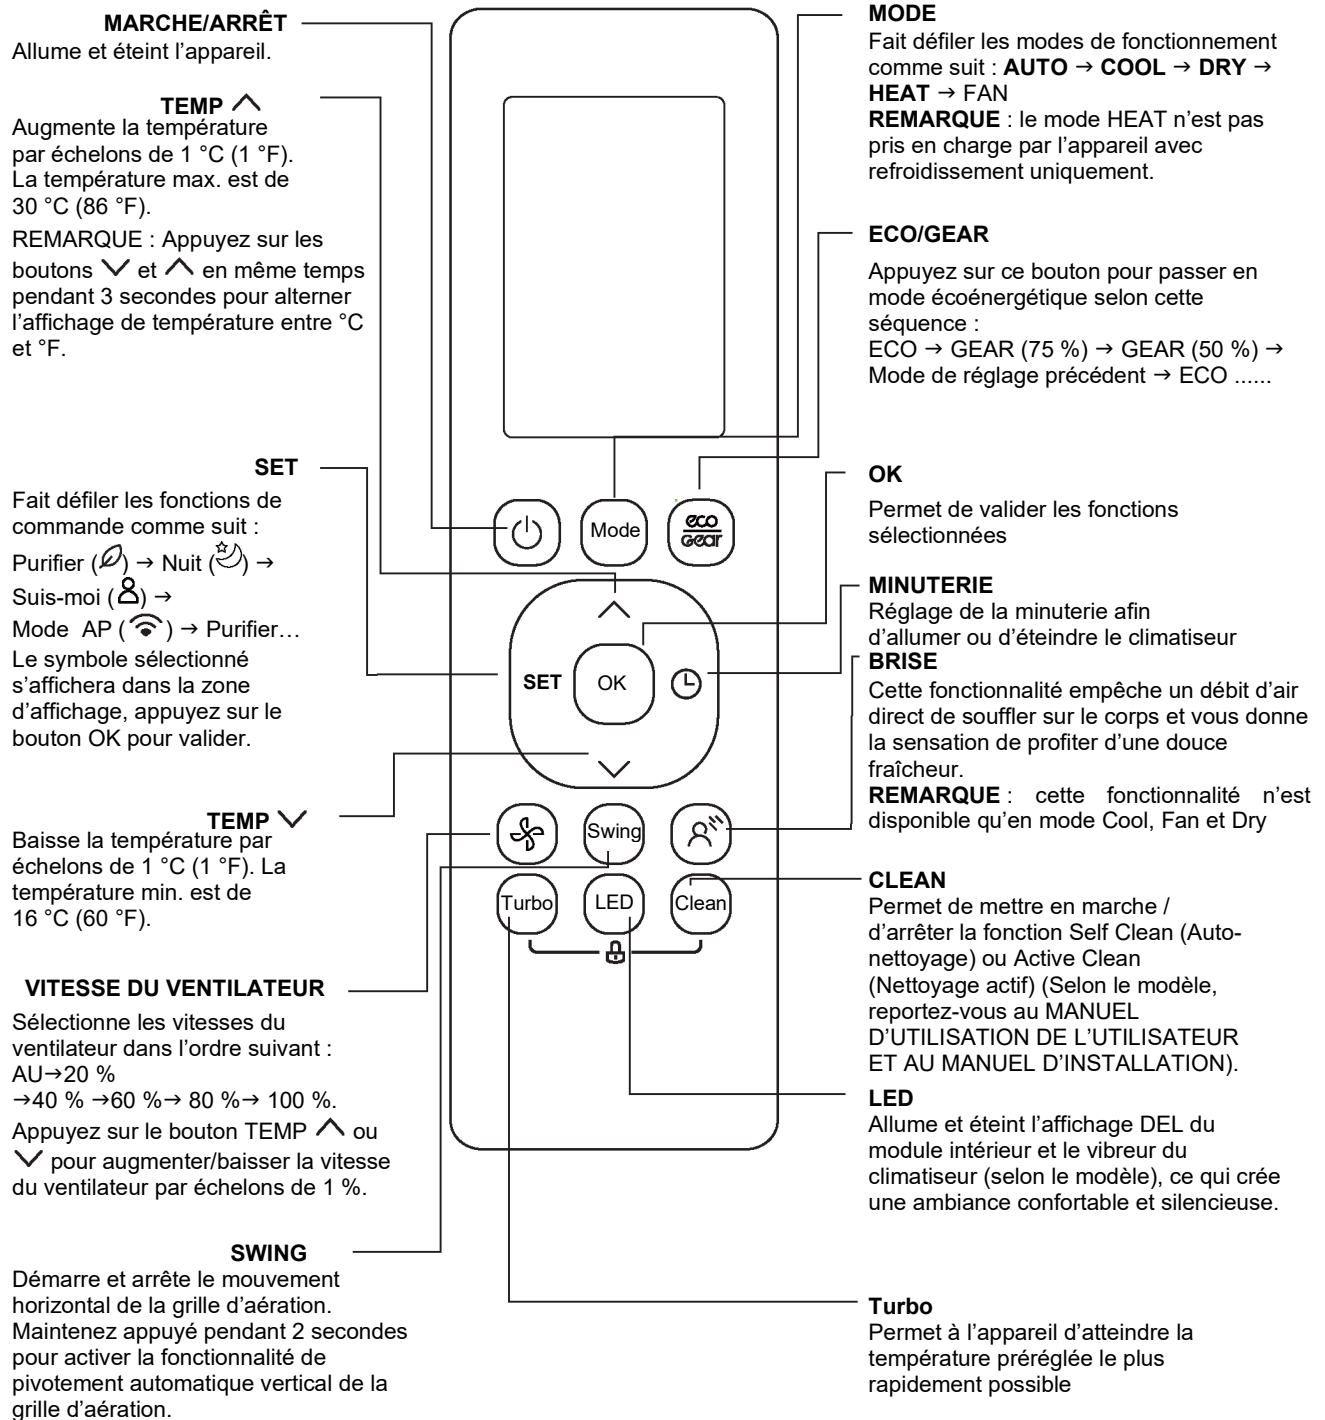 MARCHE/ARRÊT
Allume et éteint l’appareil.
TEMP
Augmente la température
par échelons de 1 °C (1 °F).
La température max. est de
30 °C (86 °F).
REMARQUE : Appuyez sur les
boutons et en même temps
pendant 3 secondes pour alterner
l’affichage de température entre °C
et °F.
SET
Fait défiler les fonctions de
commande comme suit :
Purifier ( ) → Nuit ( ) →
Suis-moi ( ) →
Mode AP ( ) → Purifier…
Le symbole sélectionné
s’affichera dans la zone
d’affichage, appuyez sur le
bouton OK pour valider.
TEMP
Baisse la température par
échelons de 1 °C (1 °F). La
température min. est de
16 °C (60 °F).
VITESSE DU VENTILATEUR
Sélectionne les vitesses du
ventilateur dans l’ordre suivant :
AU→20 %
→40 % →60 %→ 80 %→ 100 %.
Appuyez sur le bouton TEMP ou
pour augmenter/baisser la vitesse
du ventilateur par échelons de 1 %.
SWING
Démarre et arrête le mouvement
horizontal de la grille d’aération.
Maintenez appuyé pendant 2 secondes
pour activer la fonctionnalité de
pivotement automatique vertical de la
grille d’aération.
Mode
eco
Gear
SET
OK
Swing
Turbo
LED
Clean
MODE
Fait défiler les modes de fonctionnement
comme suit : AUTO → COOL → DRY →
HEAT → FAN
REMARQUE : le mode HEAT n’est pas
pris en charge par l’appareil avec
refroidissement uniquement.
ECO/GEAR
Appuyez sur ce bouton pour passer en
mode écoénergétique selon cette
séquence :
ECO → GEAR (75 %) → GEAR (50 %) →
Mode de réglage précédent → ECO ......
OK
Permet de valider les fonctions
sélectionnées
MINUTERIE
Réglage de la minuterie afin
d’allumer ou d’éteindre le climatiseur
BRISE
Cette fonctionnalité empêche un débit d’air
direct de souffler sur le corps et vous donne
la sensation de profiter d’une douce
fraîcheur.
REMARQUE : cette fonctionnalité n’est
disponible qu’en mode Cool, Fan et Dry
CLEAN
Permet de mettre en marche /
d’arrêter la fonction Self Clean (Auto-
nettoyage) ou Active Clean
(Nettoyage actif) (Selon le modèle,
reportez-vous au MANUEL
D’UTILISATION DE L’UTILISATEUR
ET AU MANUEL D’INSTALLATION).
LED
Allume et éteint l’affichage DEL du
module intérieur et le vibreur du
climatiseur (selon le modèle), ce qui crée
une ambiance confortable et silencieuse.
Turbo
Permet à l’appareil d’atteindre la
température préréglée le plus
rapidement possible